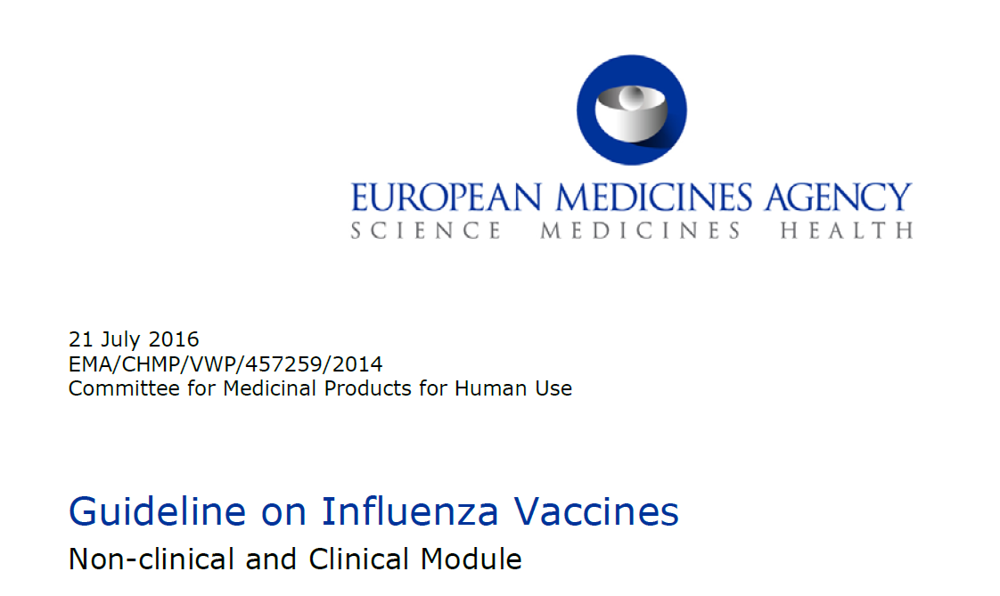 EUROPEAN MEDICINES AGENCY
SCIENCE MEDICINES HEALTH
21 July 2016
EMA/CHMP/VWP/457259/2014
Committee for Medicinal Products for Human Use
Guideline on Influenza Vaccines
Non-clinical and Clinical Module